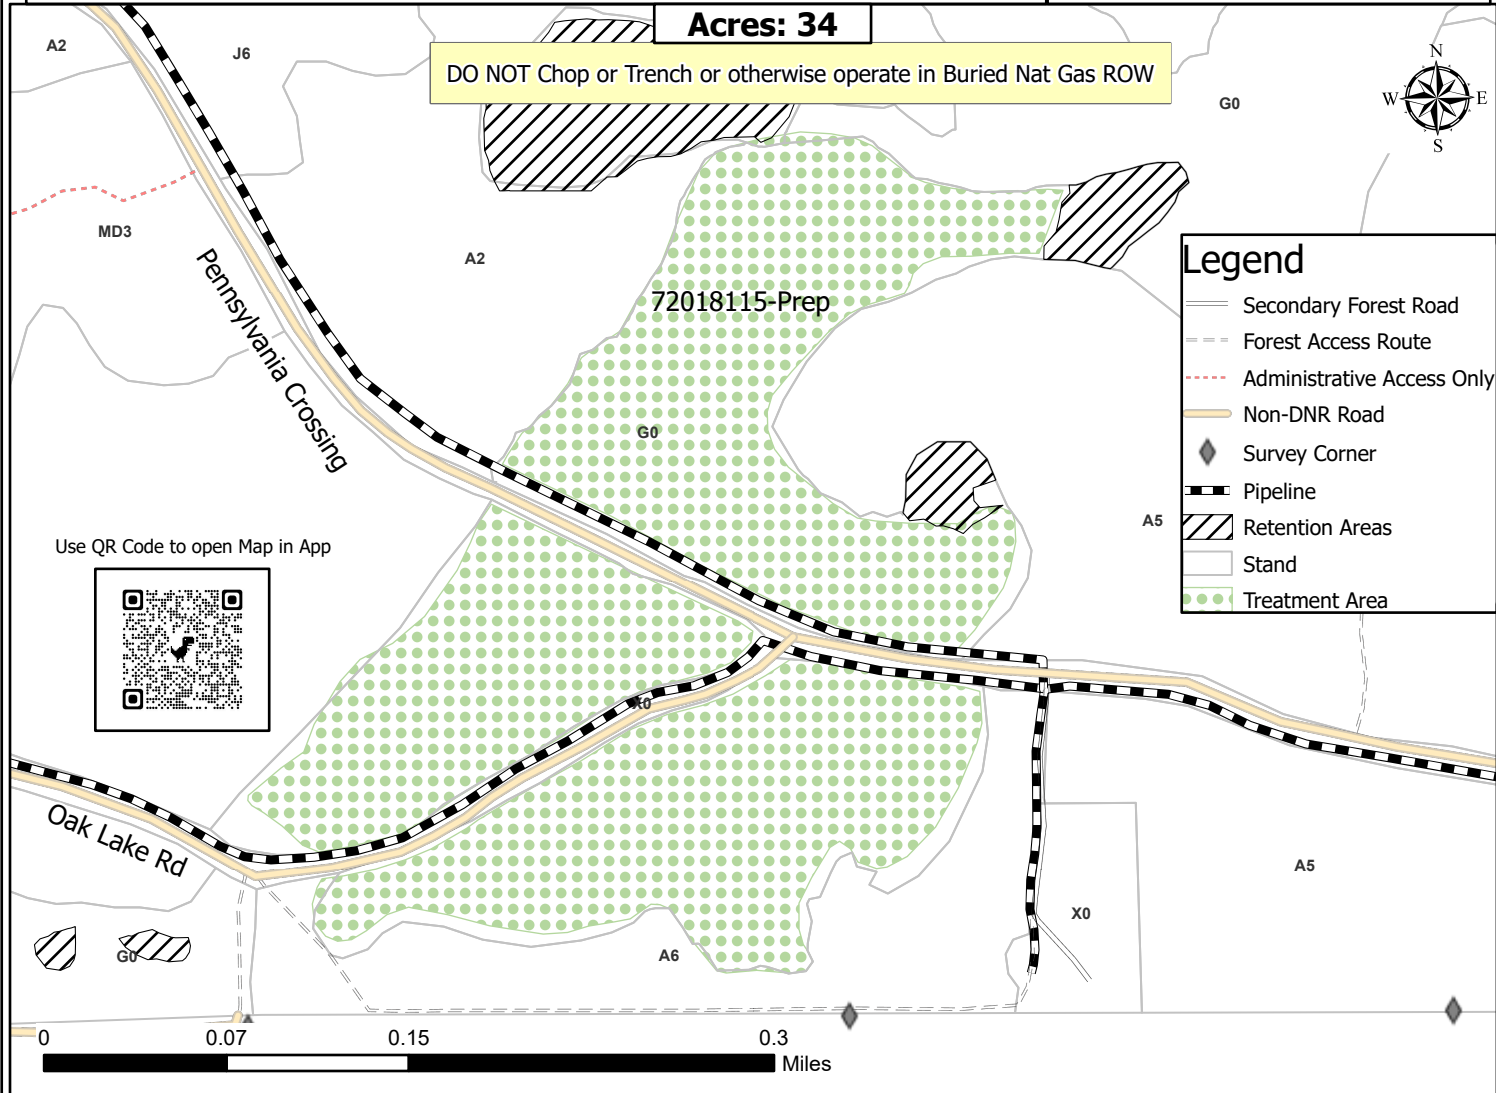 Acres: 34
DO NOT Chop or Trench or otherwise operate in Buried Nat Gas ROW
A2
J6
G0
N
W E
S
MD3
A2
Pennsylvania Crossing
72018115-Prep
G0
Legend
Secondary Forest Road
Forest Access Route
Administrative Access Only
Non-DNR Road
Survey Corner
Pipeline
Retention Areas
Stand
Treatment Area
A5
Use QR Code to open Map in App
X0
Oak Lake Rd
A5
X0
G0
A6
0 0.07 0.15 0.3
Miles